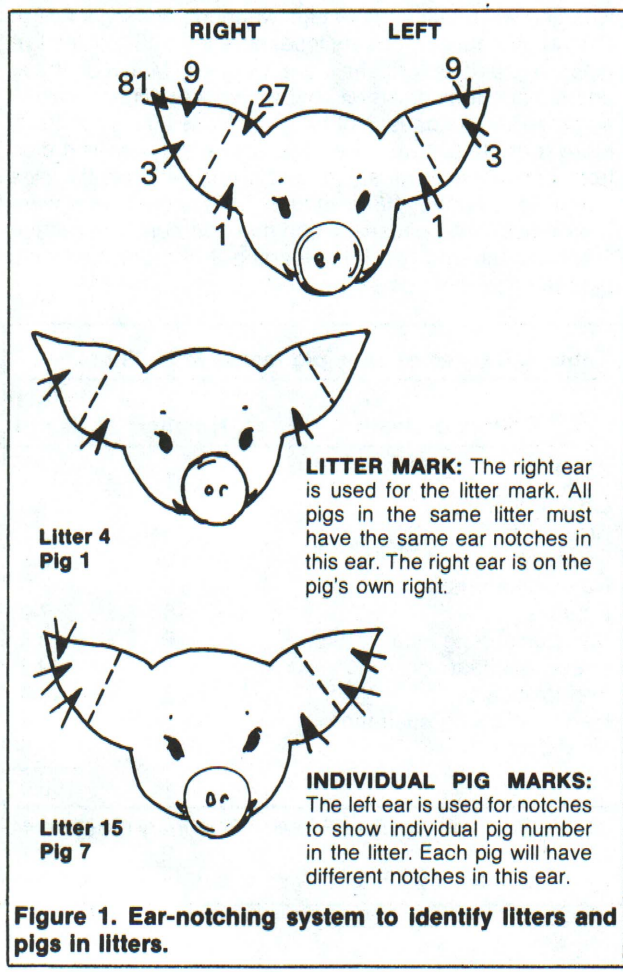 RIGHT LEFT
81 9 27 9
3 3
1 1
LITTER MARK: The right ear
is used for the litter mark. All
pigs in the same litter must
have the same ear notches in
this ear. The right ear is on the
pig's own right.
Litter 4
Pig 1
INDIVIDUAL PIG MARKS:
The left ear is used for notches
to show individual pig number
in the litter. Each pig will have
different notches in this ear.
Litter 15
Pig 7
Figure 1. Ear-notching system to identify litters and
pigs in litters.